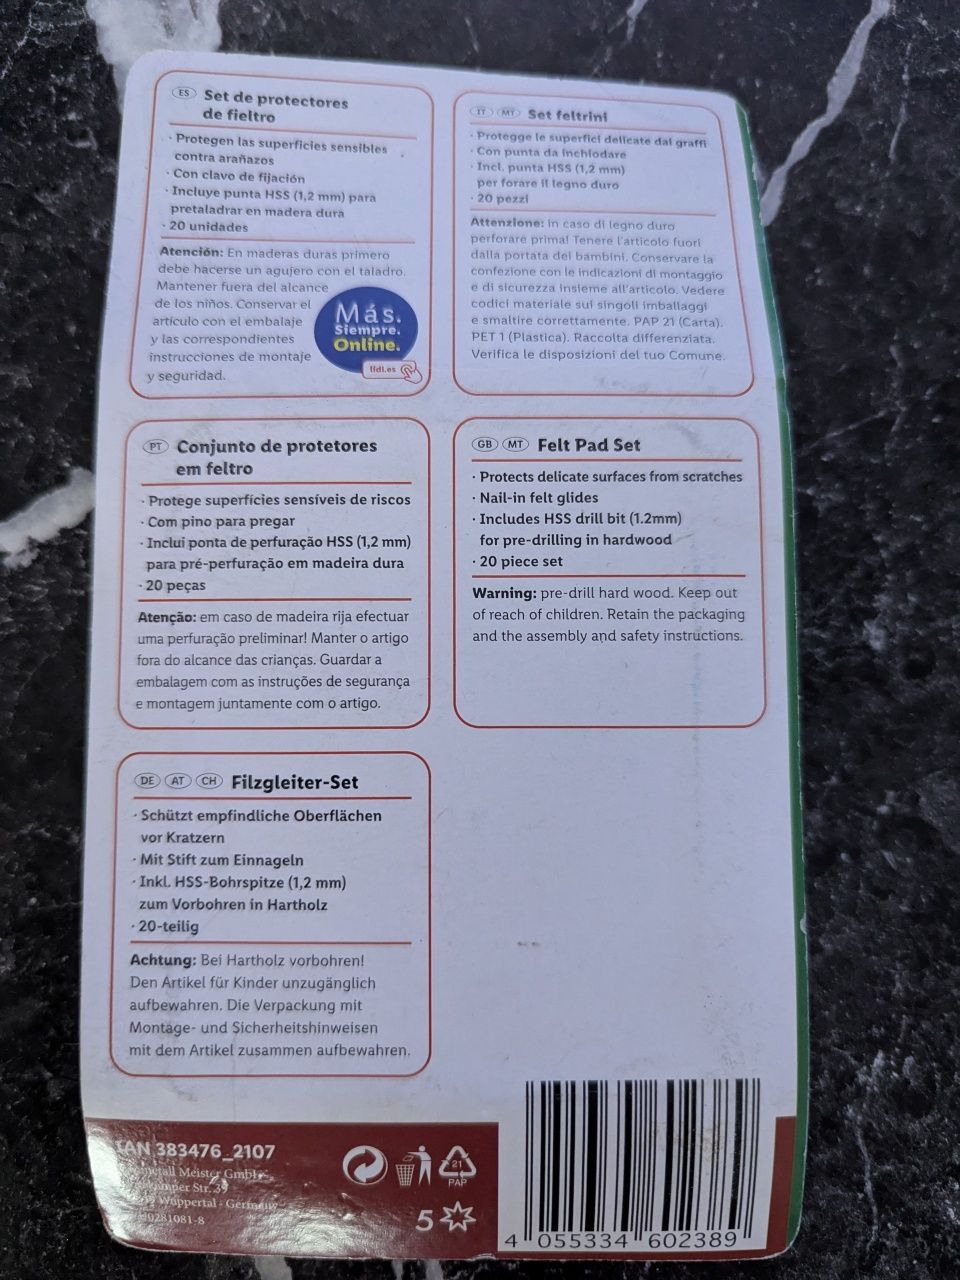 ES Set de protectores
de fieltro
· Protegen las superficies sensibles
contra arañazos
· Con clavo de fijación
· Incluye punta HSS (1,2 mm) para
pretaladrar en madera dura
· 20 unidades
Atención: En maderas duras primero
debe hacerse un agujero con el taladro.
Mantener fuera del alcance
de los niños. Conservar el
artículo con el embalaje
y las correspondientes
instrucciones de montaje
y seguridad.
Más.
Siempre.
Online.
lidl.es
IT MT Set feltrini
· Protegge le superfici delicate dai graffi
· Con punta da inchiodare
· Incl. punta HSS (1,2 mm)
per forare il legno duro
· 20 pezzi
Attenzione: in caso di legno duro
perforare prima! Tenere l'articolo fuori
dalla portata dei bambini. Conservare la
confezione con le indicazioni di montaggio
e di sicurezza insieme all'articolo. Vedere
codici materiale sui singoli imballaggi
e smaltire correttamente. PAP 21 (Carta).
PET 1 (Plastica). Raccolta differenziata.
Verifica le disposizioni del tuo Comune.
PT Conjunto de protetores
em feltro
· Protege superfícies sensíveis de riscos
· Com pino para pregar
· Inclui ponta de perfuração HSS (1,2 mm)
para pré-perfuração em madeira dura
· 20 peças
Atenção: em caso de madeira rija efectuar
uma perfuração preliminar! Manter o artigo
fora do alcance das crianças. Guardar a
embalagem com as instruções de segurança
e montagem juntamente com o artigo.
GB MT Felt Pad Set
· Protects delicate surfaces from scratches
· Nail-in felt glides
· Includes HSS drill bit (1.2mm)
for pre-drilling in hardwood
· 20 piece set
Warning: pre-drill hard wood. Keep out
of reach of children. Retain the packaging
and the assembly and safety instructions.
DE AT CH Filzgleiter-Set
· Schützt empfindliche Oberflächen
vor Kratzern
· Mit Stift zum Einnageln
· Inkl. HSS-Bohrspitze (1,2 mm)
zum Vorbohren in Hartholz
· 20-teilig
Achtung: Bei Hartholz vorbohren!
Den Artikel für Kinder unzugänglich
aufbewahren. Die Verpackung mit
Montage- und Sicherheitshinweisen
mit dem Artikel zusammen aufbewahren.
IAN 383476_2107
Meister GmbH
Str. 39
Wuppertal - Germany
21
PAP
5
4 055334 602389